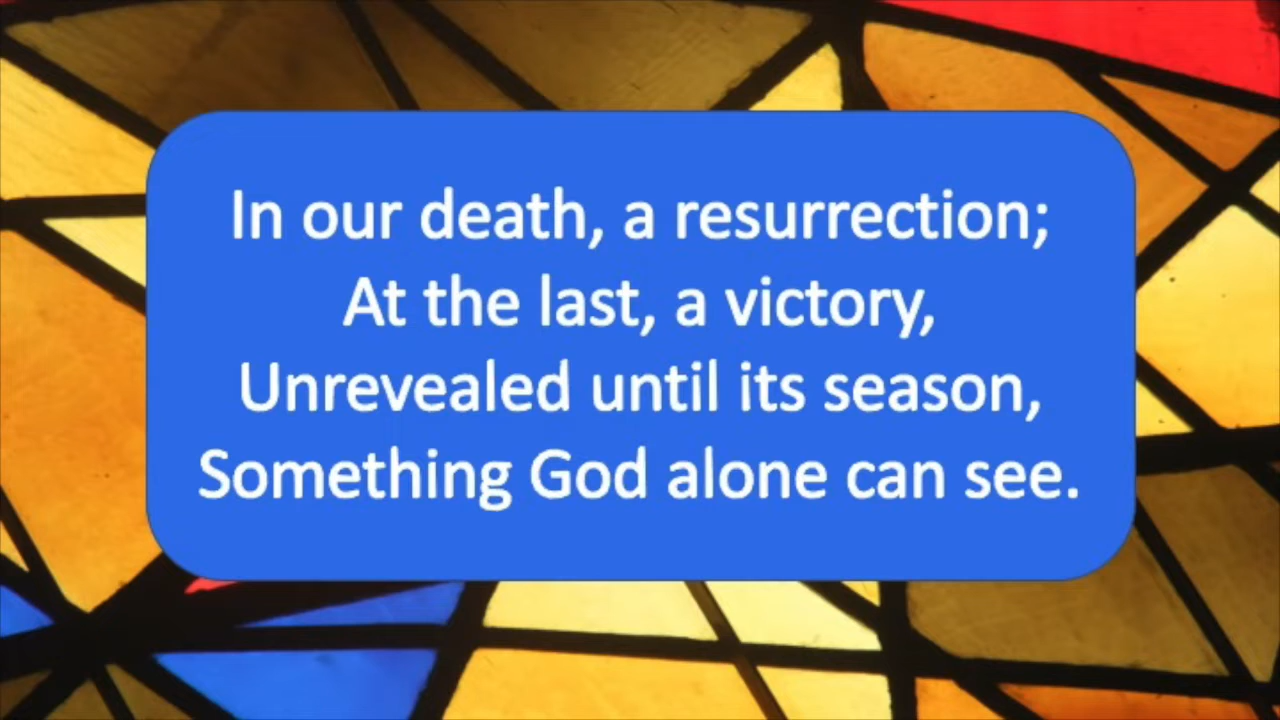 In our death, a resurrection;
At the last, a victory,
Unrevealed until its season,
Something God alone can see.